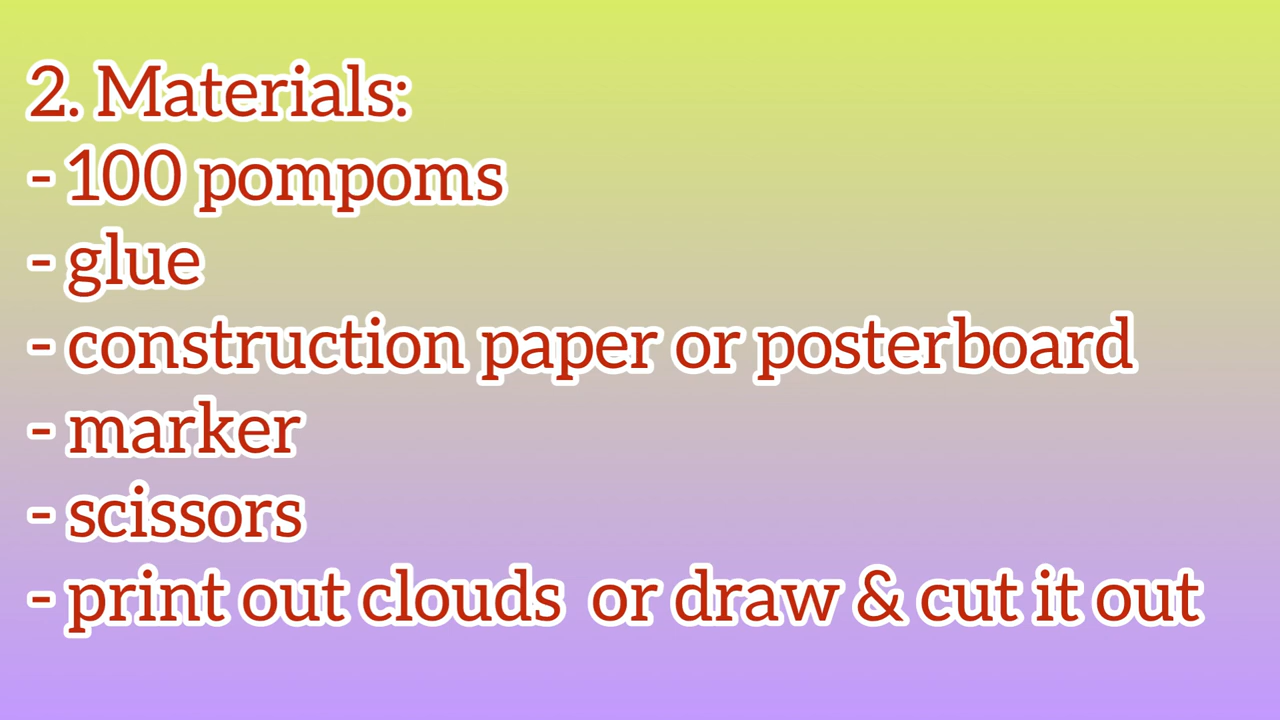 2. Materials:
- 100 pompoms
- glue
- construction paper or posterboard
- marker
- scissors
- print out clouds  or draw & cut it out